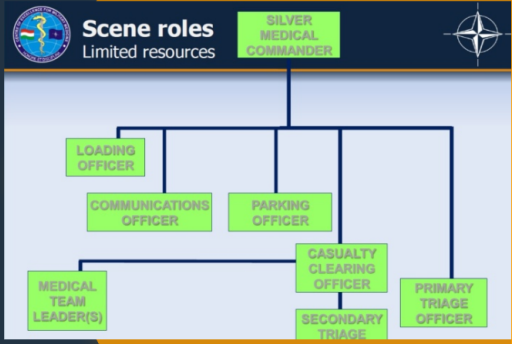 Scene roles
Limited resources
SILVER
MEDICAL
COMMANDER
LOADING
OFFICER
COMMUNICATIONS
OFFICER
PARKING
OFFICER
CASUALTY
CLEARING
OFFICER
MEDICAL
TEAM
LEADER(S)
PRIMARY
TRIAGE
OFFICER
SECONDARY
TRIAGE